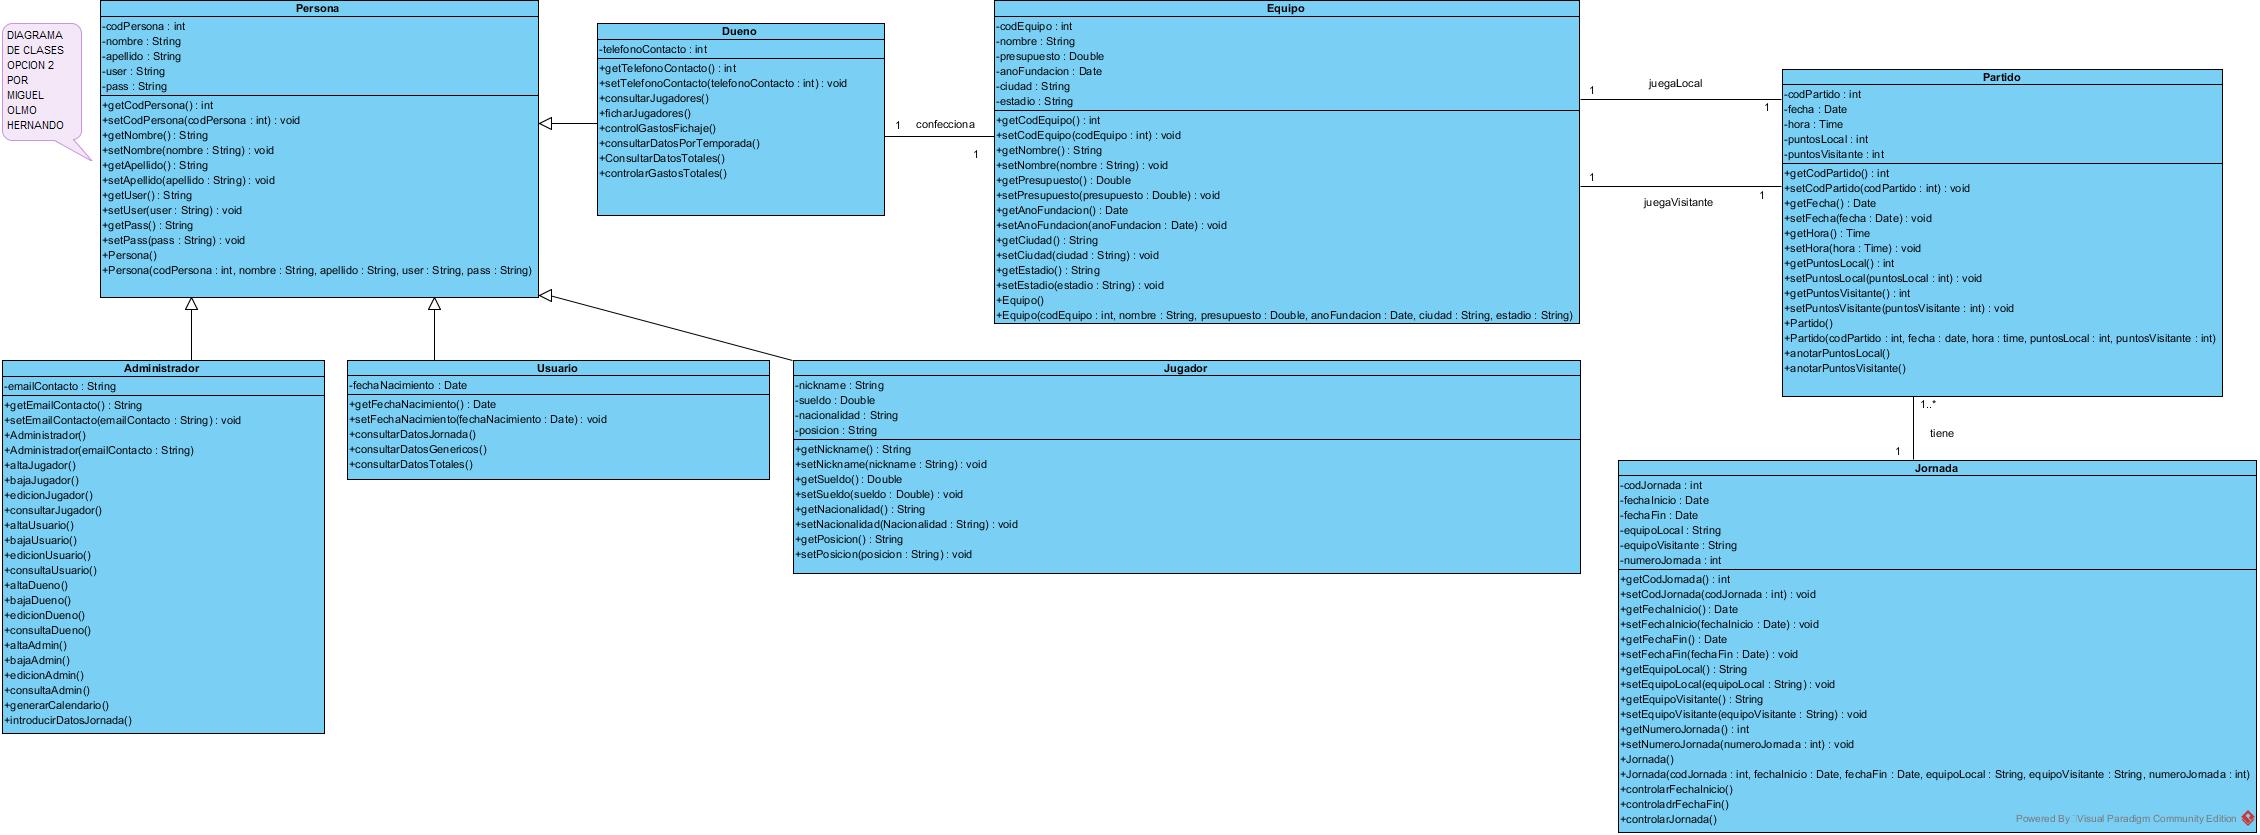 DIAGRAMA
DE CLASES
OPCION 2
POR
MIGUEL
OLMO
HERNANDO
Persona
-codPersona : int
-nombre : String
-apellido : String
-user : String
-pass : String
+getCodPersona() : int
+setCodPersona(codPersona : int) : void
+getNombre() : String
+setNombre(nombre : String) : void
+getApellido() : String
+setApellido(apellido : String) : void
+getUser() : String
+setUser(user : String) : void
+getPass() : String
+setPass(pass : String) : void
+Persona()
+Persona(codPersona : int, nombre : String, apellido : String, user : String, pass : String)
Dueno
-telefonoContacto : int
+getTelefonoContacto() : int
+setTelefonoContacto(telefonoContacto : int) : void
+consultarJugadores()
+ficharJugadores()
+controlGastosFichaje()
+consultarDatosPorTemporada()
+ConsultarDatosTotales()
+controlarGastosTotales()
1 confecciona
1
Equipo
-codEquipo : int
-nombre : String
-presupuesto : Double
-anoFundacion : Date
-ciudad : String
-estadio : String
+getCodEquipo() : int
+setCodEquipo(codEquipo : int) : void
+getNombre() : String
+setNombre(nombre : String) : void
+getPresupuesto() : Double
+setPresupuesto(presupuesto : Double) : void
+getAnoFundacion() : Date
+setAnoFundacion(anoFundacion : Date) : void
+getCiudad() : String
+setCiudad(ciudad : String) : void
+getEstadio() : String
+setEstadio(estadio : String) : void
+Equipo()
+Equipo(codEquipo : int, nombre : String, presupuesto : Double, anoFundacion : Date, ciudad : String, estadio : String)
juegaLocal
1
1
1
1
juegaVisitante
Partido
-codPartido : int
-fecha : Date
-hora : Time
-puntosLocal : int
-puntosVisitante : int
+getCodPartido() : int
+setCodPartido(codPartido : int) : void
+getFecha() : Date
+setFecha(fecha : Date) : void
+getHora() : Time
+setHora(hora : Time) : void
+getPuntosLocal() : int
+setPuntosLocal(puntosLocal : int) : void
+getPuntosVisitante() : int
+setPuntosVisitante(puntosVisitante : int) : void
+Partido()
+Partido(codPartido : int, fecha : date, hora : time, puntosLocal : int, puntosVisitante : int)
+anotarPuntosLocal()
+anotarPuntosVisitante()
1..*
tiene
1
Administrador
-emailContacto : String
+getEmailContacto() : String
+setEmailContacto(emailContacto : String) : void
+Administrador()
+Administrador(emailContacto : String)
+altaJugador()
+bajaJugador()
+edicionJugador()
+consultarJugador()
+altaUsuario()
+bajaUsuario()
+edicionUsuario()
+consultaUsuario()
+altaDueno()
+bajaDueno()
+edicionDueno()
+consultaDueno()
+altaAdmin()
+bajaAdmin()
+edicionAdmin()
+consultaAdmin()
+generarCalendario()
+introducirDatosJornada()
Usuario
-fechaNacimiento : Date
+getFechaNacimiento() : Date
+setFechaNacimiento(fechaNacimiento : Date) : void
+consultarDatosJornada()
+consultarDatosGenericos()
+consultarDatosTotales()
Jugador
-nickname : String
-sueldo : Double
-nacionalidad : String
-posicion : String
+getNickname() : String
+setNickname(nickname : String) : void
+getSueldo() : Double
+setSueldo(sueldo : Double) : void
+getNacionalidad() : String
+setNacionalidad(Nacionalidad : String) : void
+getPosicion() : String
+setPosicion(posicion : String) : void
Jornada
-codJornada : int
-fechaInicio : Date
-fechaFin : Date
-equipoLocal : String
-equipoVisitante : String
-numeroJornada : int
+getCodJornada() : int
+setCodJornada(codJornada : int) : void
+getFechaInicio() : Date
+setFechaInicio(fechaInicio : Date) : void
+getFechaFin() : Date
+setFechaFin(fechaFin : Date) : void
+getEquipoLocal() : String
+setEquipoLocal(equipoLocal : String) : void
+getEquipoVisitante() : String
+setEquipoVisitante(equipoVisitante : String) : void
+getNumeroJornada() : int
+setNumeroJornada(numeroJornada : int) : void
+Jornada()
+Jornada(codJornada : int, fechaInicio : Date, fechaFin : Date, equipoLocal : String, equipoVisitante : String, numeroJornada : int)
+controlarFechaInicio()
+controladrFechaFin()
+controlarJornada()
Powered By Visual Paradigm Community Edition